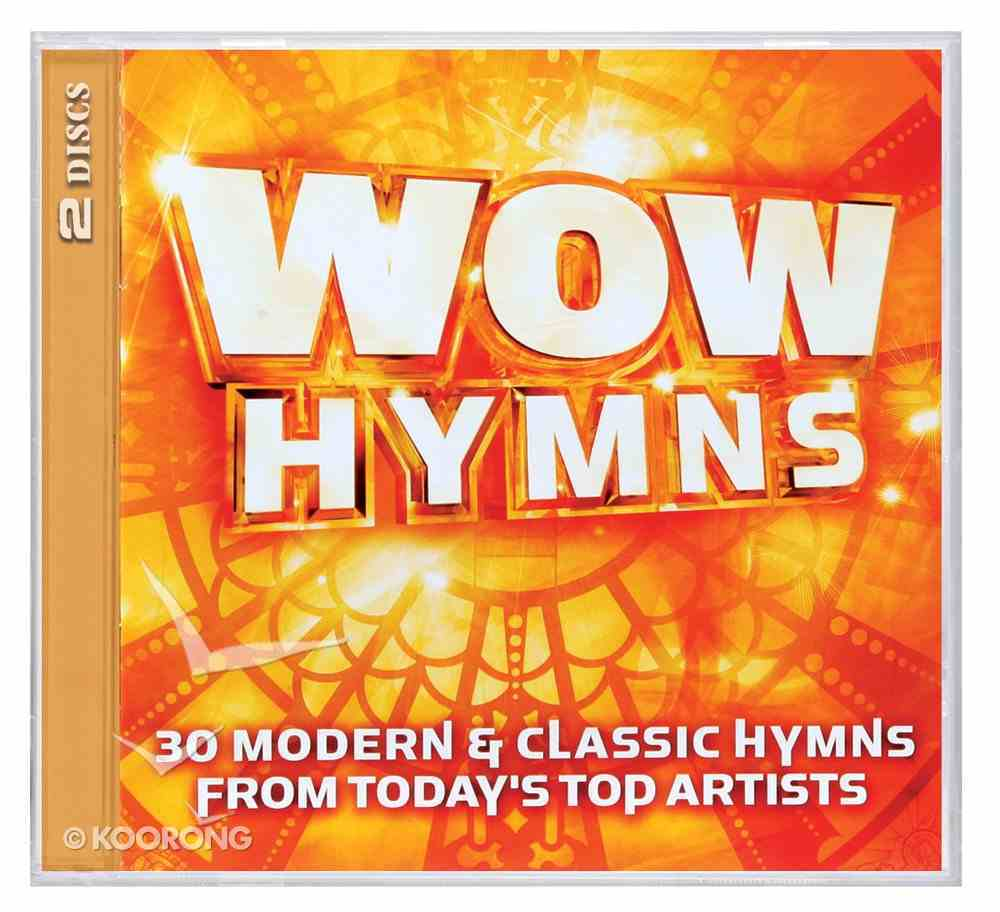 2 DISCS
WOW
HYMNS
30 MODERN & CLASSIC HYMNS
FROM TODAY'S TOP ARTISTS
© KOORONG